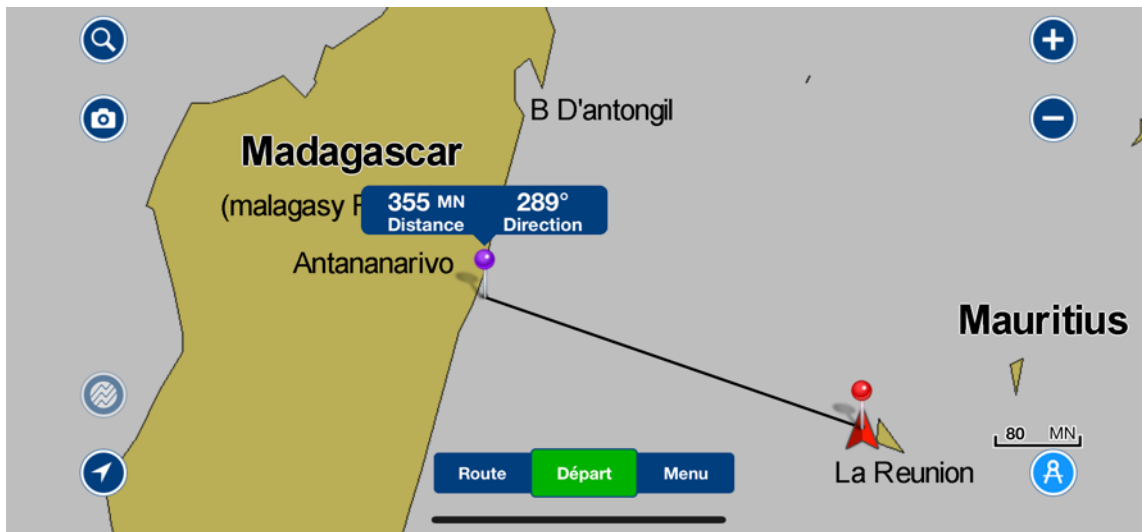 B D'antongil
Madagascar
(malagasy
355 MN 289°
Distance Direction
Antananarivo
Mauritius
80 MN
La Reunion
Route Départ Menu